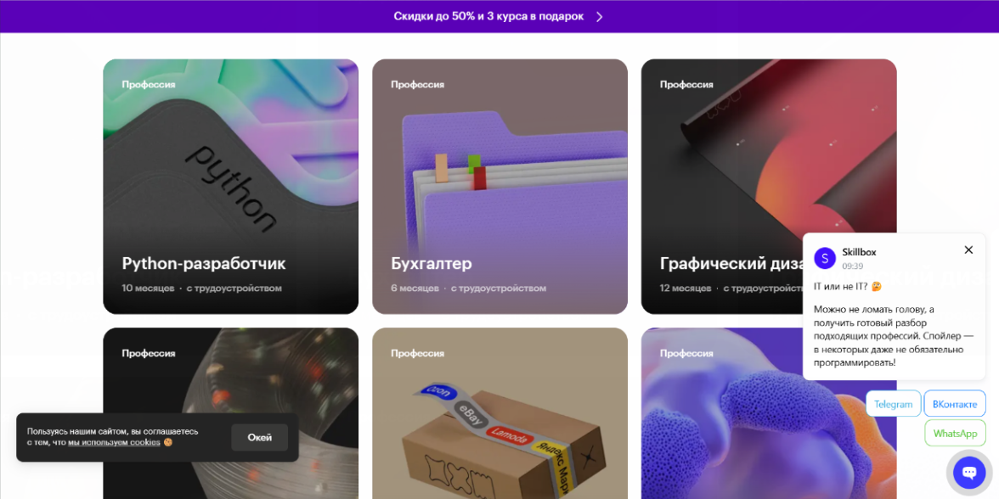 Скидки до 50% и 3 курса в подарок
Профессия
python
Python-разработчик
10 месяцев · с трудоустройством
Профессия
Бухгалтер
6 месяцев · с трудоустройством
Профессия
Графический диза
12 месяцев · с трудоустройст
Профессия
Профессия
ozon
eBay
Lamoda
Яндекс Марк
Профессия
Skillbox
09:39
IT или не IT? 🤔
Можно не ломать голову, а
получить готовый разбор
подходящих профессий. Спойлер —
в некоторых даже не обязательно
программировать!
Telegram
ВКонтакте
WhatsApp
Пользуясь нашим сайтом, вы соглашаетесь
с тем, что мы используем cookies 🍪
Окей